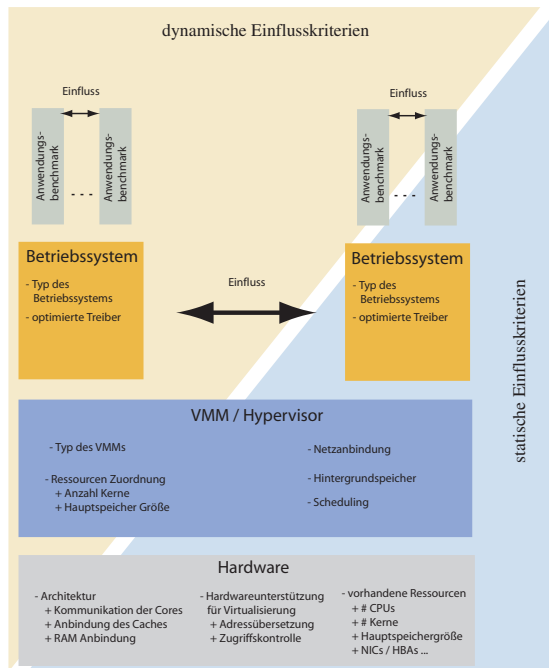 dynamische Einflusskriterien
Einfluss
Anwendungs-
benchmark
- - -
Anwendungs-
benchmark
Einfluss
Anwendungs-
benchmark
- - -
Anwendungs-
benchmark
Betriebssystem
- Typ des
Betriebssystems
- optimierte Treiber
Einfluss
Betriebssystem
- Typ des
Betriebssystems
- optimierte Treiber
statische Einflusskriterien
VMM / Hypervisor
- Typ des VMMs
- Ressourcen Zuordnung
+ Anzahl Kerne
+ Hauptspeicher Größe
- Netzanbindung
- Hintergrundspeicher
- Scheduling
Hardware
- Architektur
+ Kommunikation der Cores
+ Anbindung des Caches
+ RAM Anbindung
- Hardwareunterstützung
für Virtualisierung
+ Adressübersetzung
+ Zugriffskontrolle
- vorhandene Ressourcen
+ # CPUs
+ # Kerne
+ Hauptspeichergröße
+ NICs / HBAs ...